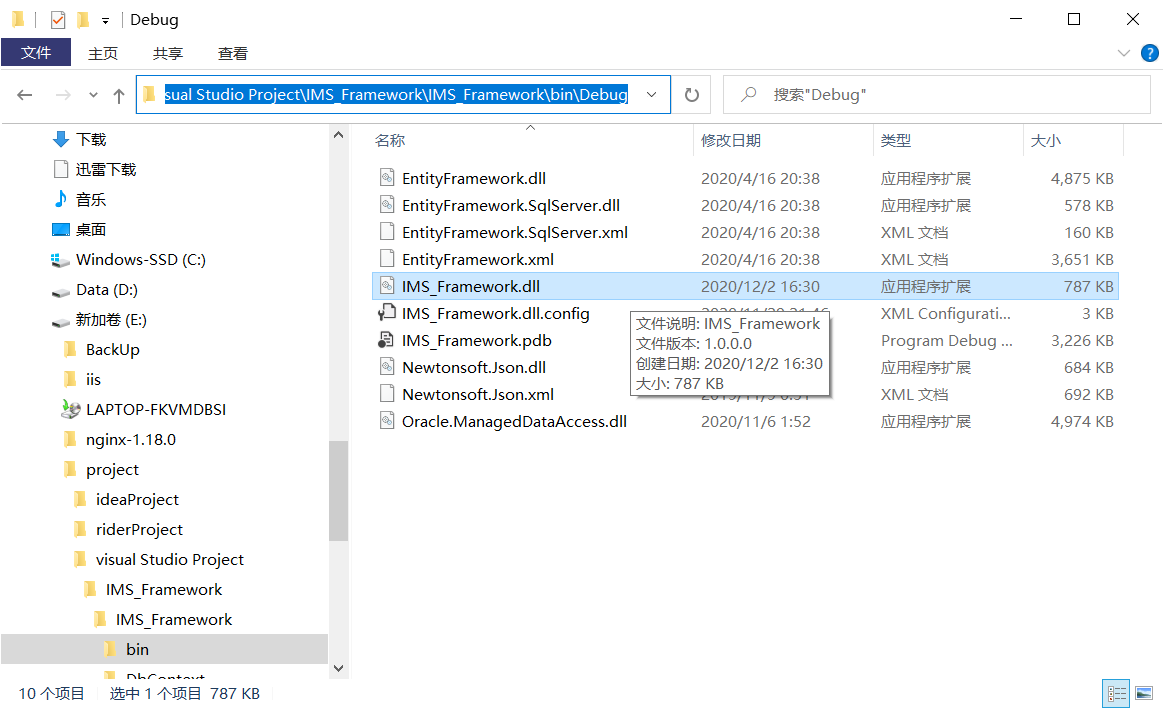 Debug
文件 主页 共享 查看
sual Studio Project\IMS_Framework\IMS_Framework\bin\Debug
搜索"Debug"
下载
迅雷下载
音乐
桌面
Windows-SSD (C:)
Data (D:)
新加卷 (E:)
BackUp
iis
LAPTOP-FKVMDBSI
nginx-1.18.0
project
ideaProject
riderProject
visual Studio Project
IMS_Framework
IMS_Framework
bin
DbContext
名称 修改日期 类型 大小
EntityFramework.dll 2020/4/16 20:38 应用程序扩展 4,875 KB
EntityFramework.SqlServer.dll 2020/4/16 20:38 应用程序扩展 578 KB
EntityFramework.SqlServer.xml 2020/4/16 20:38 XML 文档 160 KB
EntityFramework.xml 2020/4/16 20:38 XML 文档 3,651 KB
IMS_Framework.dll 2020/12/2 16:30 应用程序扩展 787 KB
IMS_Framework.dll.config XML Configurati... 3 KB
IMS_Framework.pdb Program Debug ... 3,226 KB
Newtonsoft.Json.dll 应用程序扩展 684 KB
Newtonsoft.Json.xml XML 文档 692 KB
Oracle.ManagedDataAccess.dll 2020/11/6 1:52 应用程序扩展 4,974 KB
文件说明: IMS_Framework
文件版本: 1.0.0.0
创建日期: 2020/12/2 16:30
大小: 787 KB
10 个项目 选中 1 个项目 787 KB